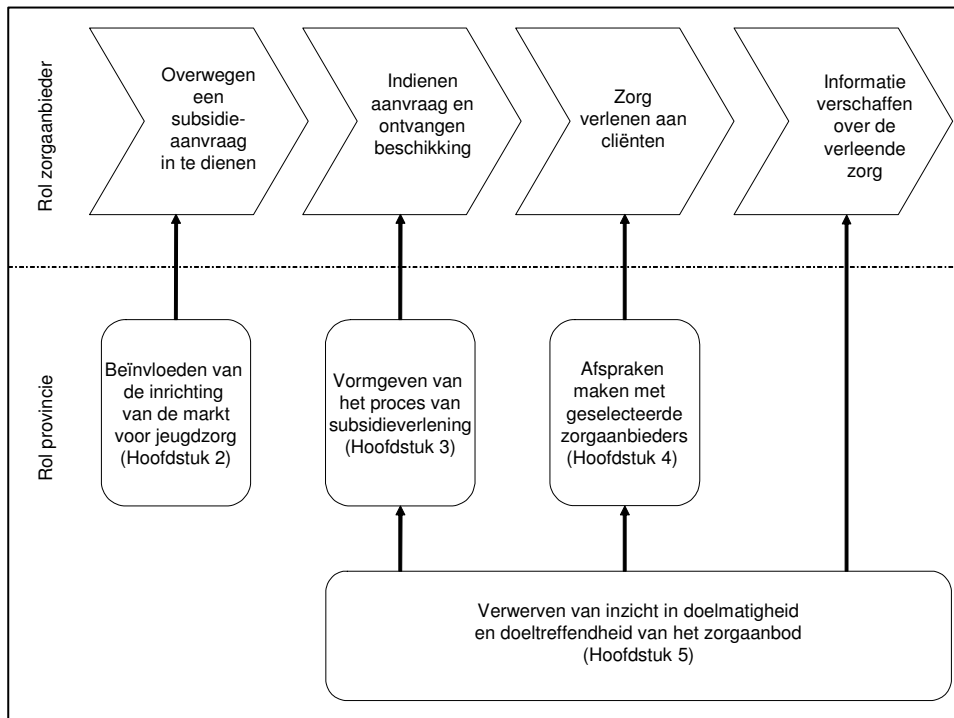 Rol zorgaanbieder
Overwegen
een
subsidie-
aanvraag
in te dienen
Indienen
aanvraag en
ontvangen
beschikking
Zorg
verlenen aan
cliënten
Informatie
verschaffen
over de
verleende
zorg
Rol provincie
Beïnvloeden van
de inrichting
van de markt
voor jeugdzorg
(Hoofdstuk 2)
Vormgeven van
het proces van
subsidieverlening
(Hoofdstuk 3)
Afspraken
maken met
geselecteerde
zorgaanbieders
(Hoofdstuk 4)
Verwerven van inzicht in doelmatigheid
en doeltreffendheid van het zorgaanbod
(Hoofdstuk 5)